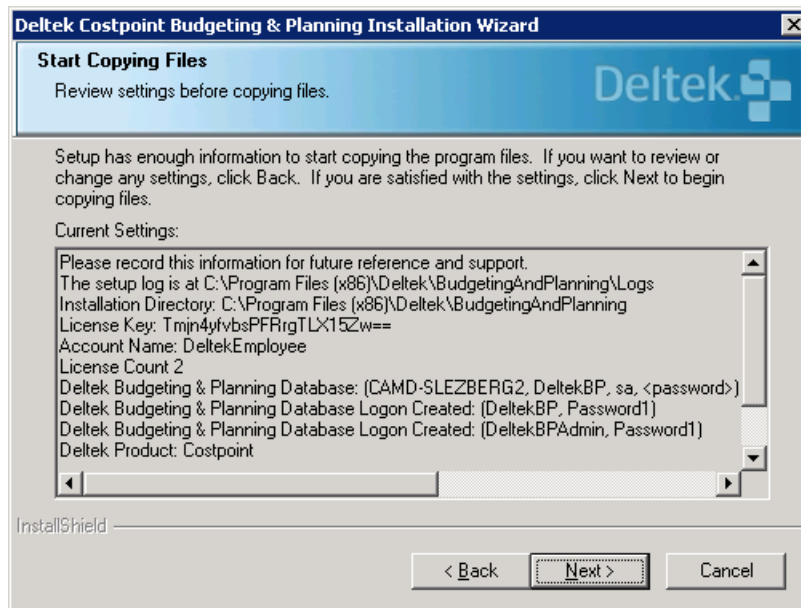 Deltek Costpoint Budgeting & Planning Installation Wizard
Start Copying Files
Review settings before copying files.
Deltek
Setup has enough information to start copying the program files. If you want to review or
change any settings, click Back. If you are satisfied with the settings, click Next to begin
copying files.
Current Settings:
Please record this information for future reference and support.
The setup log is at C:\Program Files (x86)\Deltek\BudgetingAndPlanning\Logs
Installation Directory: C:\Program Files (x86)\Deltek\BudgetingAndPlanning
License Key: Tmjn4yfvbsPFRrgTLX15Zw==
Account Name: DeltekEmployee
License Count 2
Deltek Budgeting & Planning Database: (CAMD-SLEZBERG2, DeltekBP, sa, <password>)
Deltek Budgeting & Planning Database Logon Created: (DeltekBP, Password1)
Deltek Budgeting & Planning Database Logon Created: (DeltekBPAdmin, Password1)
Deltek Product: Costpoint
InstallShield
< Back
Next >
Cancel